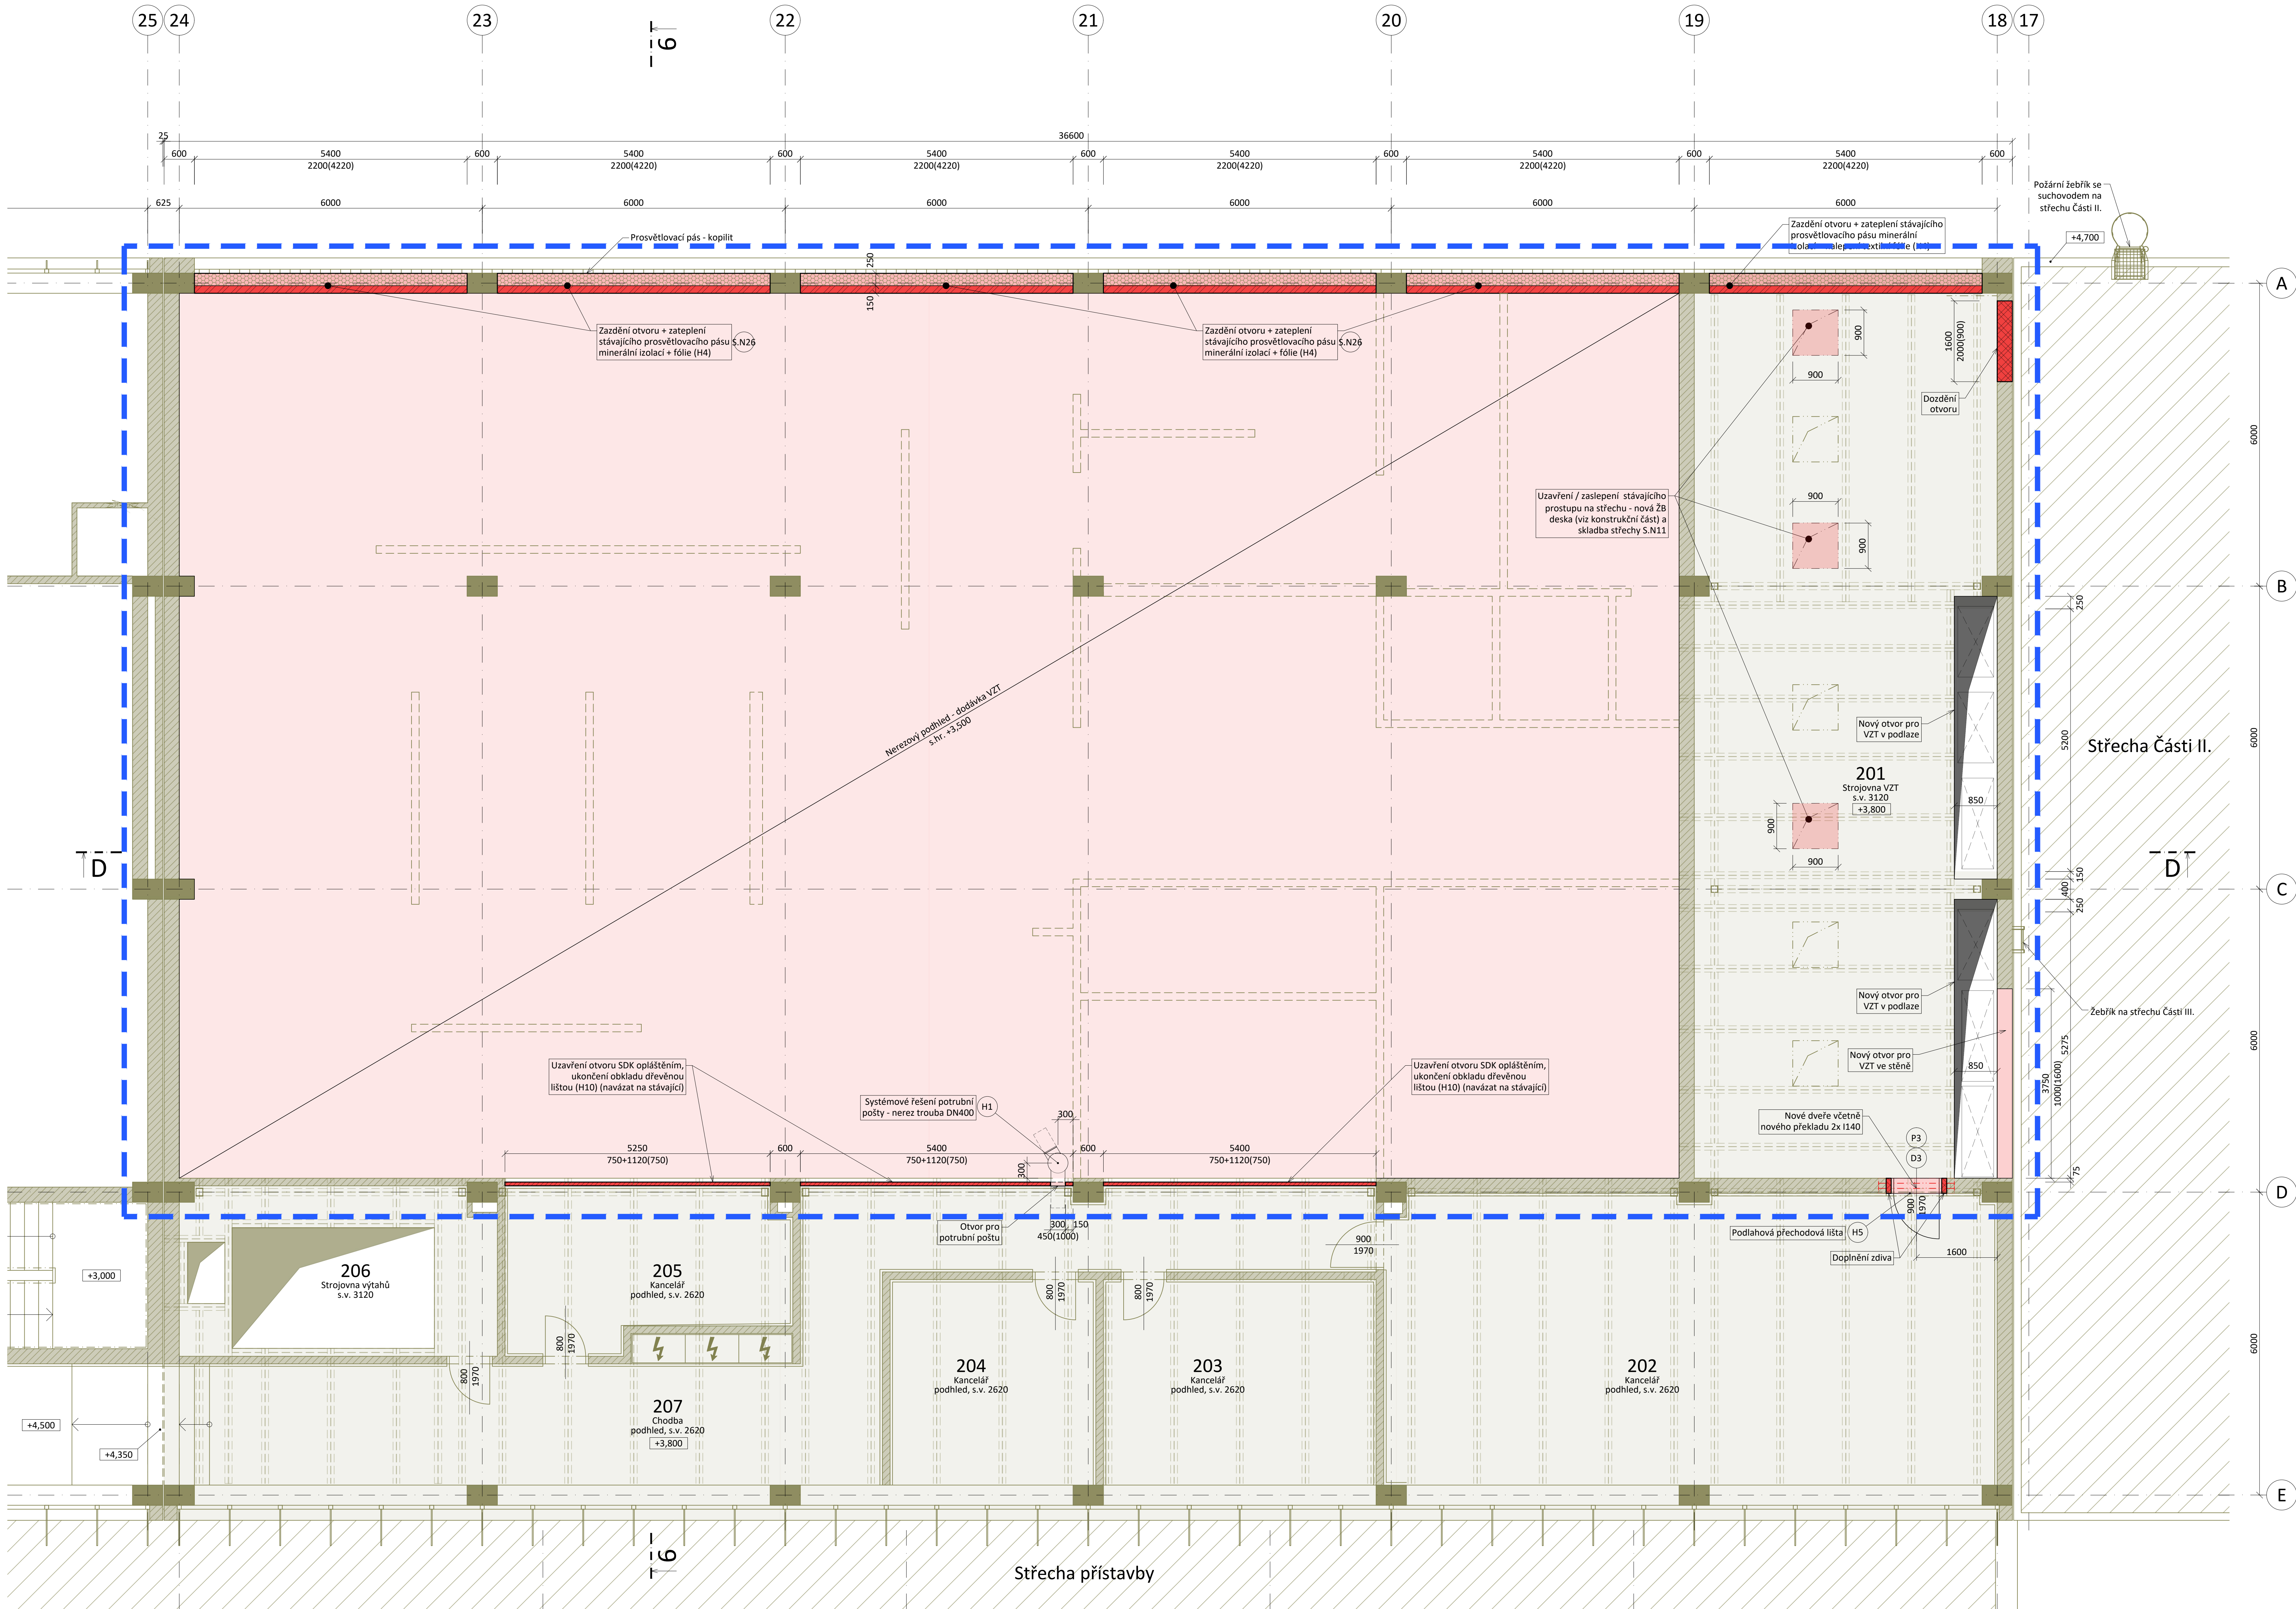 25
24
23
22
21
20
19
18
17
6
25
36600
600
5400
2200(4220)
600
5400
2200(4220)
600
5400
2200(4220)
600
5400
2200(4220)
600
5400
2200(4220)
600
5400
2200(4220)
600
625
6000
6000
6000
6000
6000
6000
Požární žebřík se
suchovodem na
střechu Části II.
+4,700
Prosvětlovací pás - kopilit
Zazdění otvoru + zateplení stávajícího
prosvětlovacího pásu minerální
250
150
A
Zazdění otvoru + zateplení
stávajícího prosvětlovacího pásu
minerální izolací + fólie (H4)
S.N26
Zazdění otvoru + zateplení
stávajícího prosvětlovacího pásu
minerální izolací + fólie (H4)
S.N26
900
900
1600
2000(900)
Dozdění
otvoru
6000
Uzavření / zaslepení stávajícího
prostupu na střechu - nová ŽB
deska (viz konstrukční část) a
skladba střechy S.N11
900
900
B
250
Nerezový podhled - dodávka VZT
s.hr. +3,500
Nový otvor pro
VZT v podlaze
5200
6000
Střecha Části II.
201
Strojovna VZT
s.v. 3120
+3,800
850
900
900
D
D
150
400
250
C
Nový otvor pro
VZT v podlaze
Žebřík na střechu Části III.
Nový otvor pro
VZT ve stěně
850
3750
1000(1600)
5275
6000
Uzavření otvoru SDK opláštěním,
ukončení obkladu dřevěnou
lištou (H10) (navázat na stávající)
Systémové řešení potrubní
pošty - nerez trouba DN400
H1
300
Uzavření otvoru SDK opláštěním,
ukončení obkladu dřevěnou
lištou (H10) (navázat na stávající)
Nové dveře včetně
nového překladu 2x I140
P3
D3
5250
750+1120(750)
600
5400
750+1120(750)
600
5400
750+1120(750)
300
75
D
900
1970
Otvor pro
potrubní poštu
300
150
450(1000)
900
1970
Podlahová přechodová lišta
H5
Doplnění zdiva
1600
+3,000
206
Strojovna výtahů
s.v. 3120
205
Kancelář
podhled, s.v. 2620
800
1970
800
1970
800
1970
800
1970
6000
204
Kancelář
podhled, s.v. 2620
203
Kancelář
podhled, s.v. 2620
202
Kancelář
podhled, s.v. 2620
207
Chodba
podhled, s.v. 2620
+3,800
+4,500
+4,350
E
6
Střecha přístavby